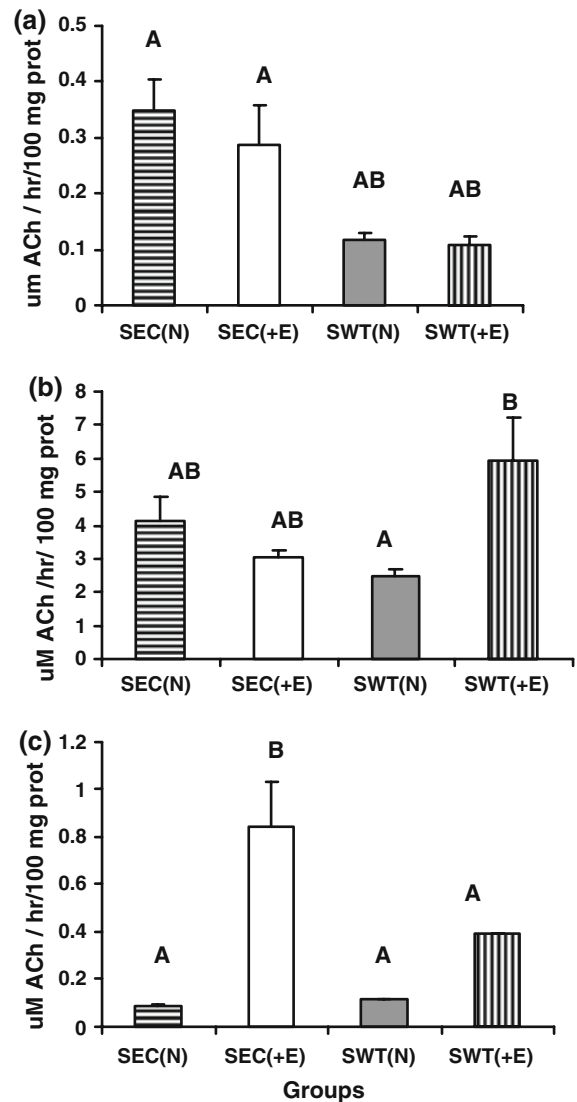 (a)
um ACh / hr/100 mg prot
0.5
0.4
0.3
0.2
0.1
0
A
A
AB
AB
SEC(N) SEC(+E) SWT(N) SWT(+E)
(b)
uM ACh /hr/ 100 mg prot
8
7
6
5
4
3
2
1
0
AB
AB
A
B
SEC(N) SEC(+E) SWT(N) SWT(+E)
(c)
uM ACh / hr/100 mg prot
1.2
1
0.8
0.6
0.4
0.2
0
A
B
A
A
SEC(N) SEC(+E) SWT(N) SWT(+E)
Groups